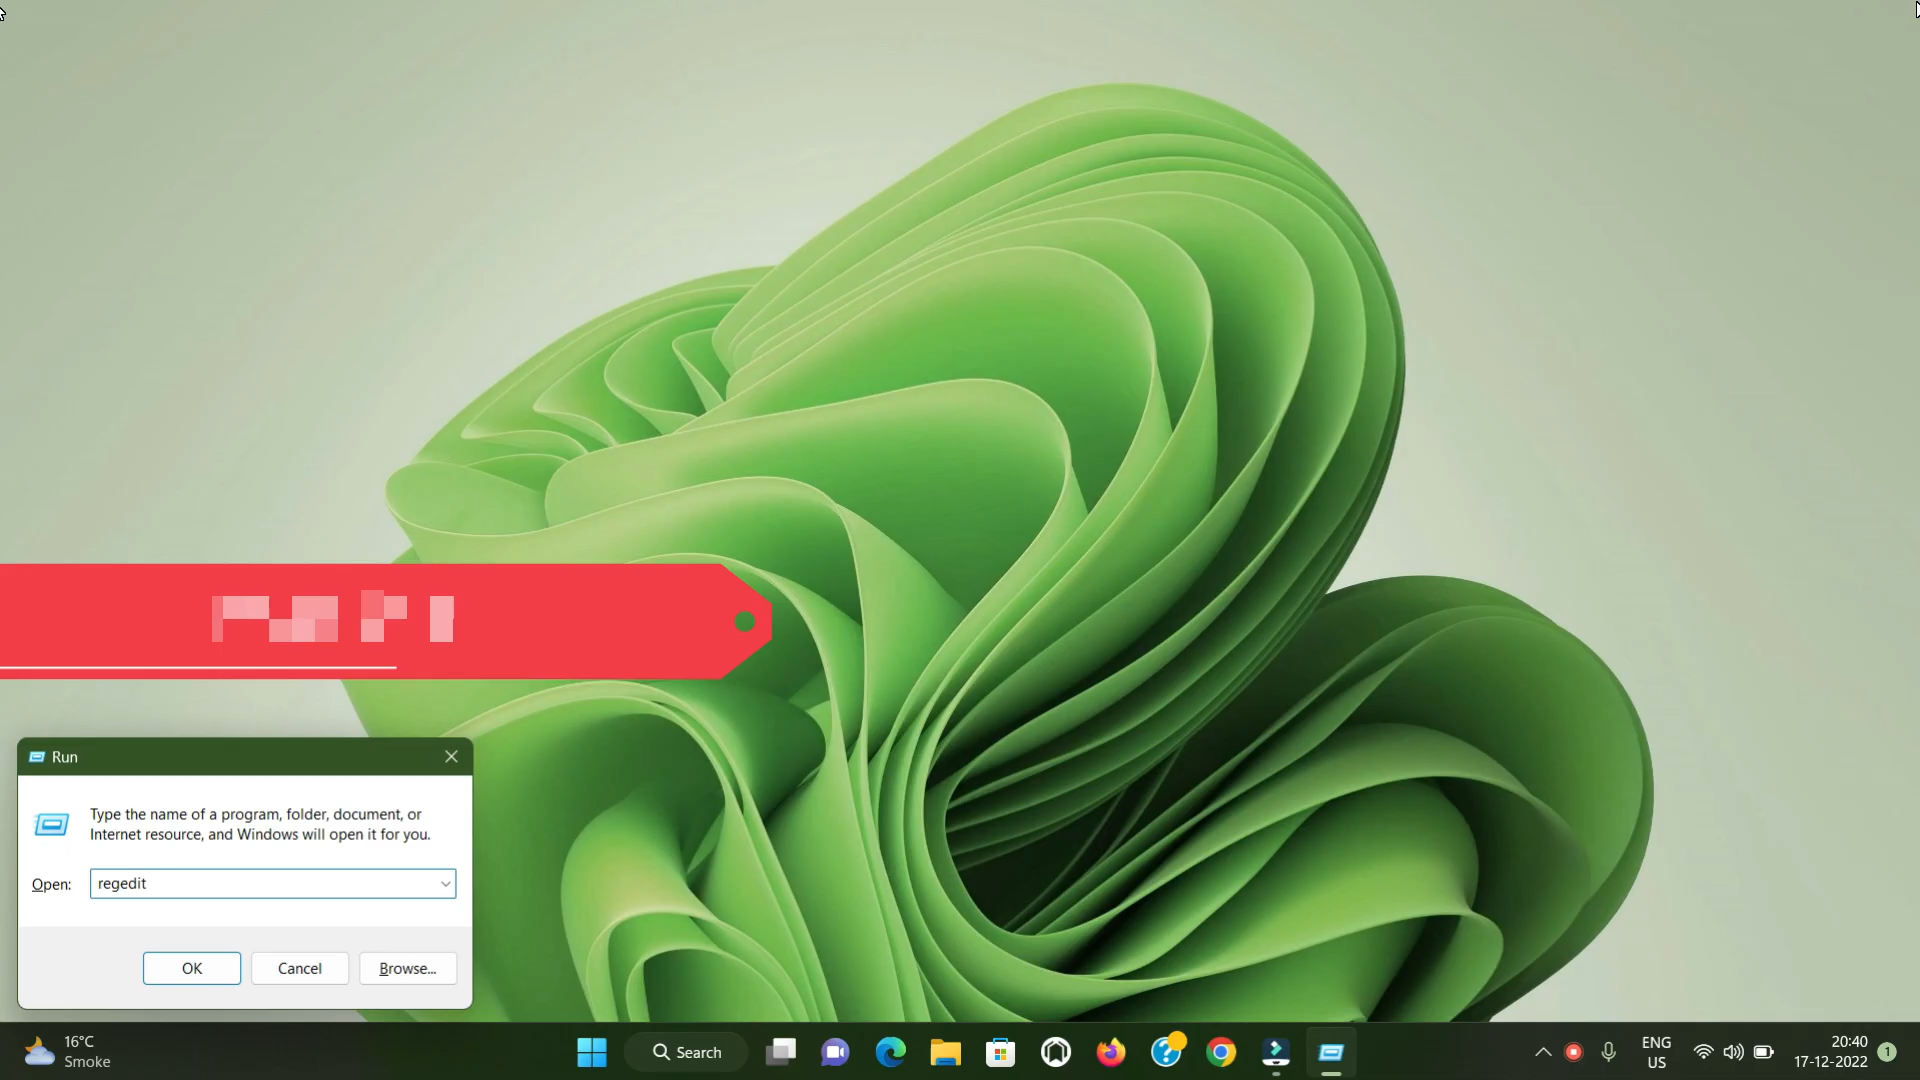 Run
Type the name of a program, folder, document, or
Internet resource, and Windows will open it for you.
Open:
regedit
OK
Cancel
Browse...
16°C
Smoke
Search
ENG
US
20:40
17-12-2022
1